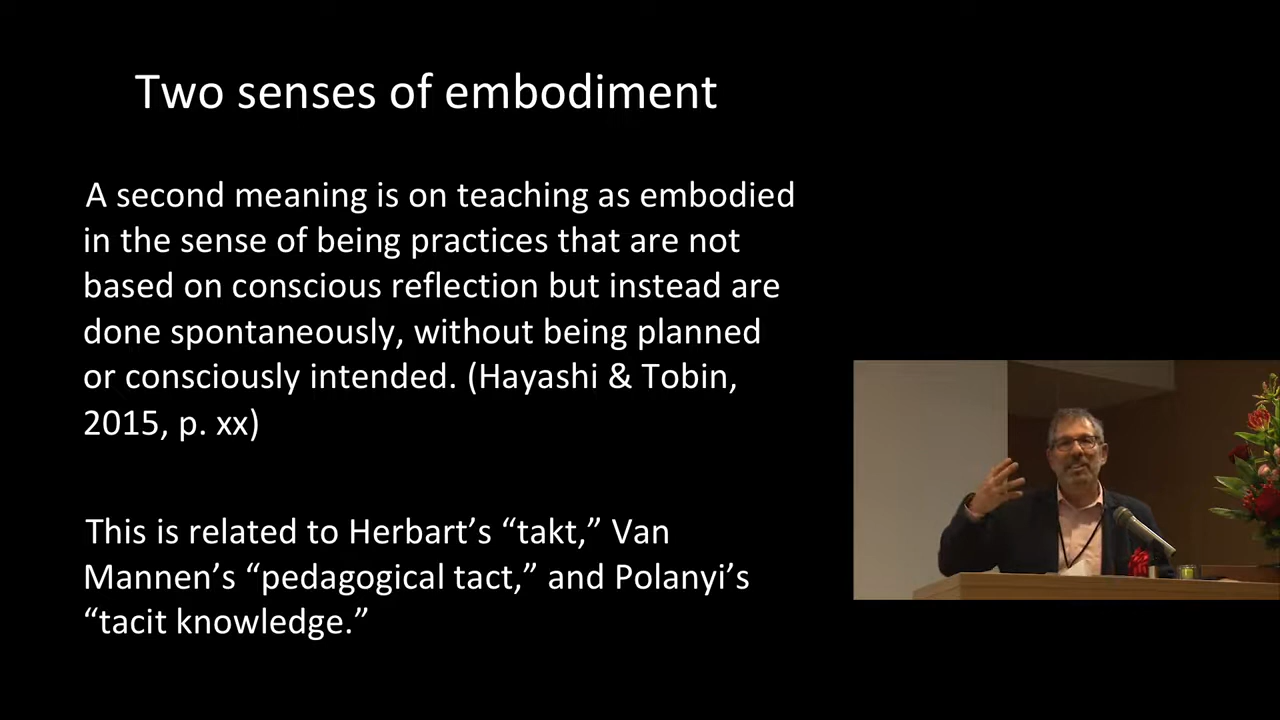 Two senses of embodiment
A second meaning is on teaching as embodied
in the sense of being practices that are not
based on conscious reflection but instead are
done spontaneously, without being planned
or consciously intended. (Hayashi & Tobin,
2015, p. xx)
This is related to Herbart’s “takt,” Van
Mannen’s “pedagogical tact,” and Polanyi’s
“tacit knowledge.”